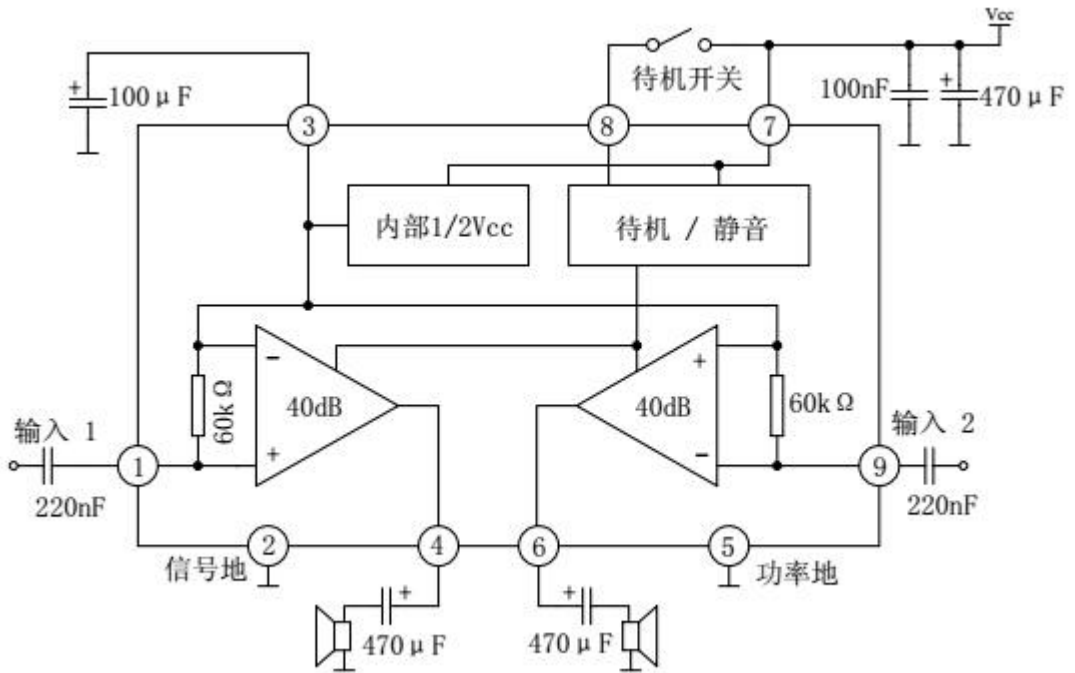 Vcc
待机开关
+
100μF
100nF
+
470μF
3
8
7
内部1/2Vcc
待机 / 静音
−
+
60kΩ
40dB
40dB
60kΩ
输入 1
输入 2
1
+
−
9
220nF
220nF
2
4
6
5
信号地
功率地
+
+
470μF
470μF